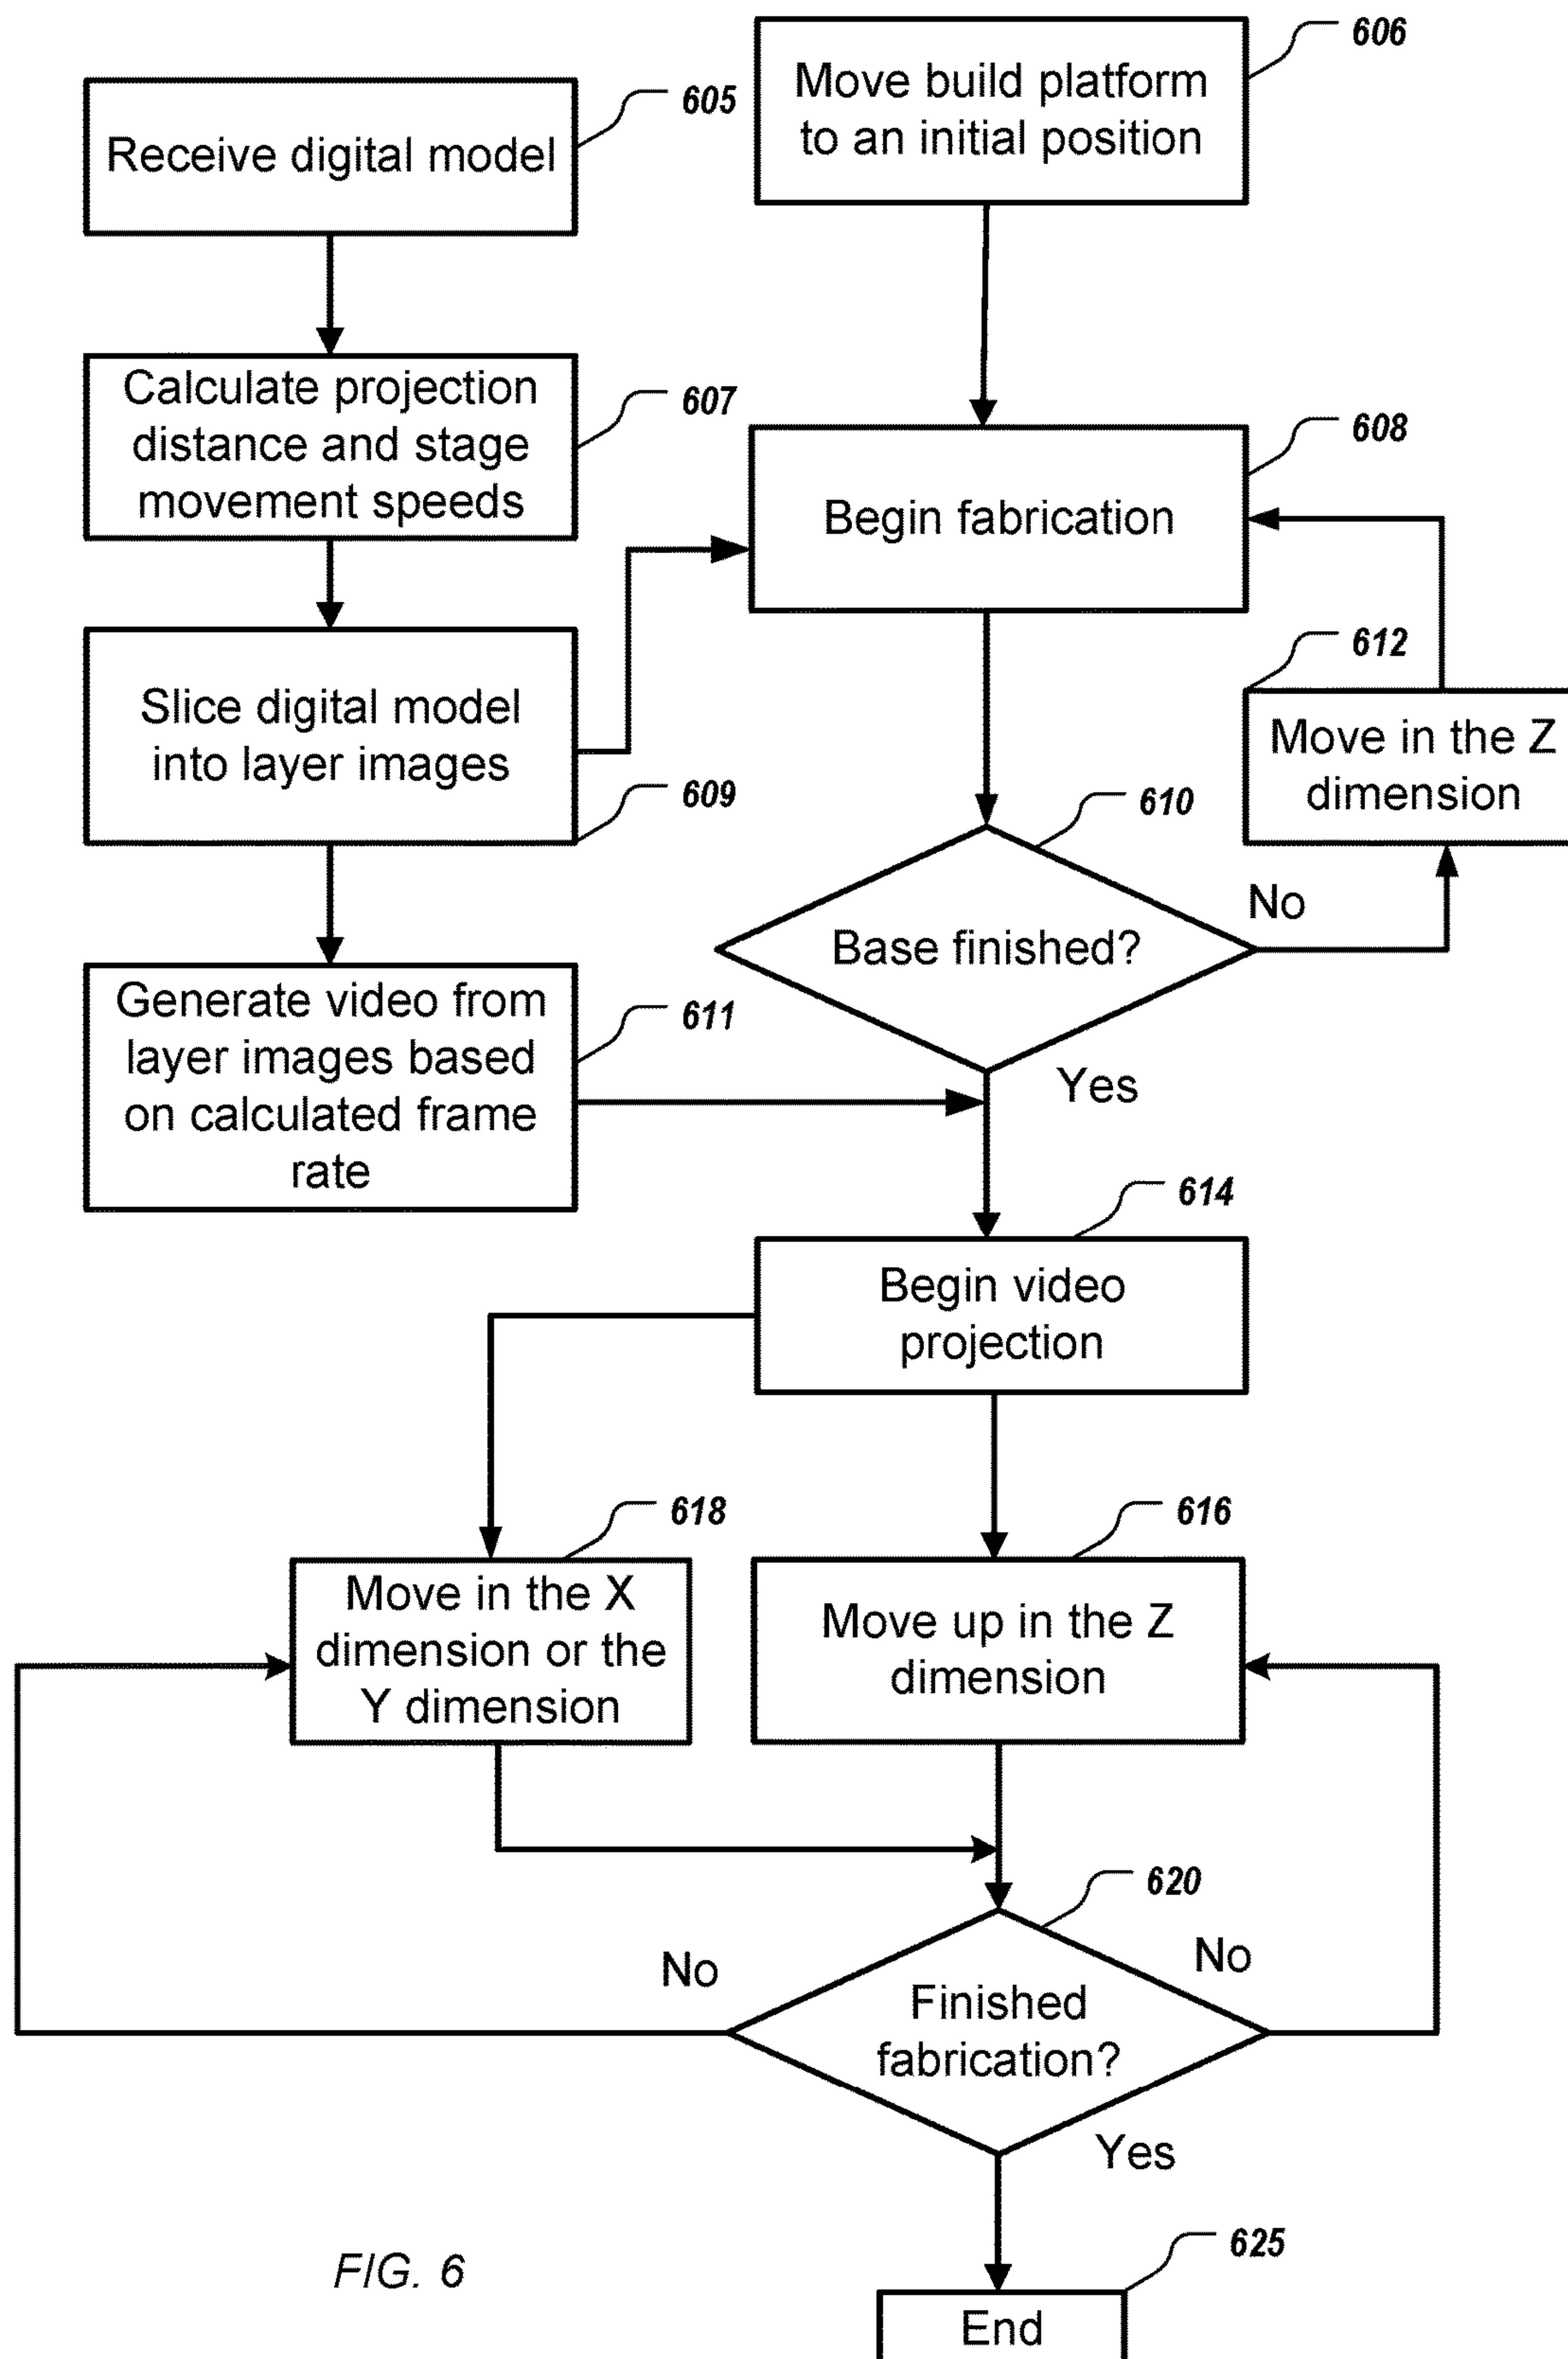 606
Move build platform
to an initial position
605
Receive digital model
Calculate projection
distance and stage
movement speeds
607
608
Begin fabrication
612
Move in the Z
dimension
Slice digital model
into layer images
609
610
Base finished?
No
Yes
Generate video from
layer images based
on calculated frame
rate
611
614
Begin video
projection
618
Move in the X
dimension or the
Y dimension
616
Move up in the Z
dimension
620
No
No
Finished
fabrication?
Yes
625
End
FIG. 6